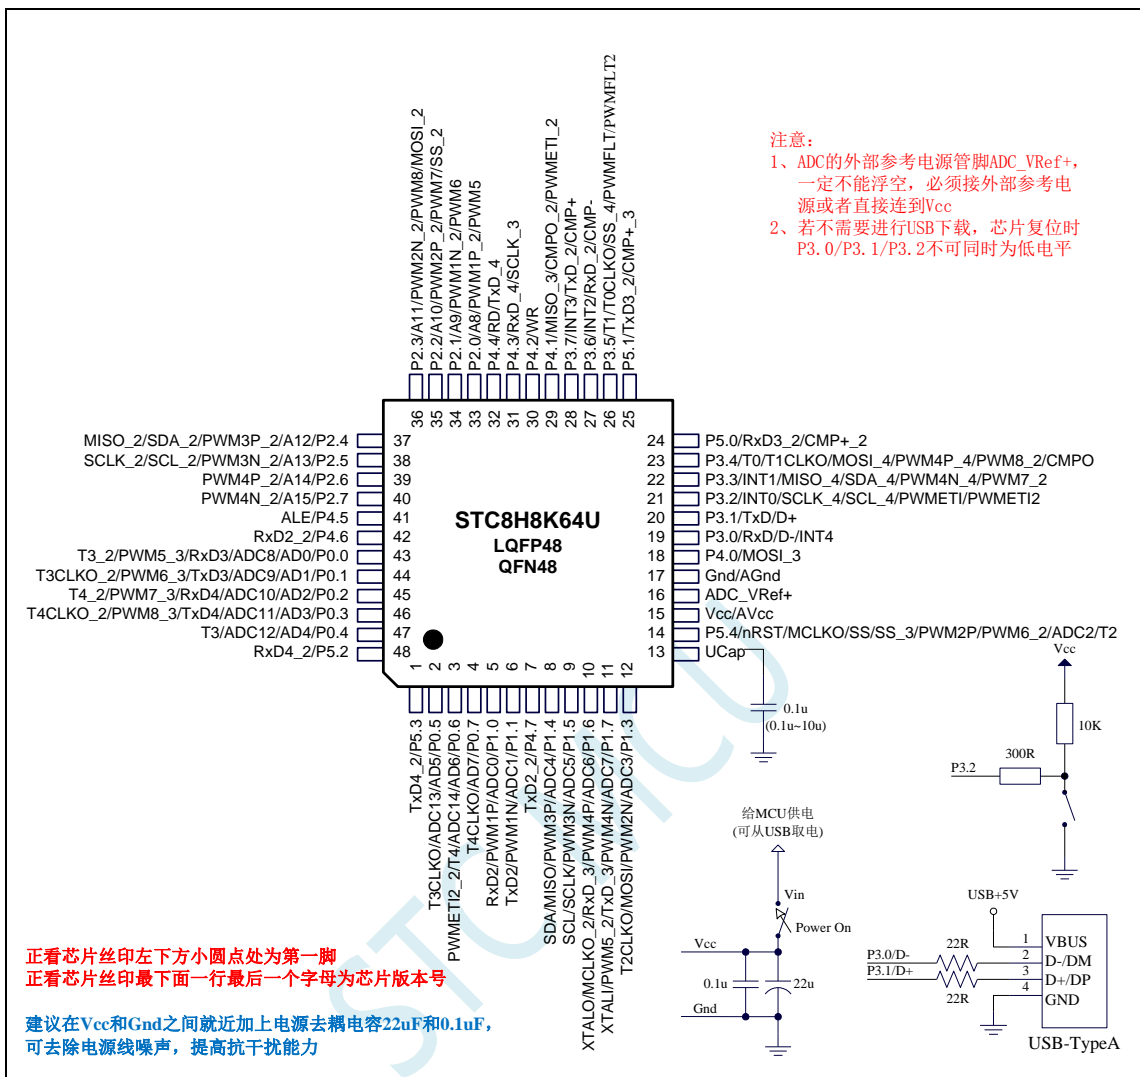 P2.3/A11/PWM2N_2/PWM8/MOSI_2
P2.2/A10/PWM2P_2/PWM7/SS_2
P2.1/A9/PWM1N_2/PWM6
P2.0/A8/PWM1P_2/PWM5
P4.4/RD/TxD_4
P4.3/RxD_4/SCLK_3
P4.2/WR
P4.1/MISO_3/CMPO_2/PWMETI_2
P3.7/INT3/TxD_2/CMP+
P3.6/INT2/RxD_2/CMP-
P3.5/T1/T0CLKO/SS_4/PWMFLT/PWMFLT2
P5.1/TxD3_2/CMP+_3
注意:
1、ADC的外部参考电源管脚ADC_VRef+,
一定不能浮空，必须接外部参考电
源或者直接连到Vcc
2、若不需要进行USB下载，芯片复位时
P3.0/P3.1/P3.2不可同时为低电平
36
35
34
33
32
31
30
29
28
27
26
25
MISO_2/SDA_2/PWM3P_2/A12/P2.4 37
SCLK_2/SCL_2/PWM3N_2/A13/P2.5 38
PWM4P_2/A14/P2.6 39
PWM4N_2/A15/P2.7 40
ALE/P4.5 41
RxD2_2/P4.6 42
T3_2/PWM5_3/RxD3/ADC8/AD0/P0.0 43
T3CLKO_2/PWM6_3/TxD3/ADC9/AD1/P0.1 44
T4_2/PWM7_3/RxD4/ADC10/AD2/P0.2 45
T4CLKO_2/PWM8_3/TxD4/ADC11/AD3/P0.3 46
T3/ADC12/AD4/P0.4 47
RxD4_2/P5.2 48
STC8H8K64U
LQFP48
QFN48
24 P5.0/RxD3_2/CMP+_2
23 P3.4/T0/T1CLKO/MOSI_4/PWM4P_4/PWM8_2/CMPO
22 P3.3/INT1/MISO_4/SDA_4/PWM4N_4/PWM7_2
21 P3.2/INT0/SCLK_4/SCL_4/PWMETI/PWMETI2
20 P3.1/TxD/D+
19 P3.0/RxD/D-/INT4
18 P4.0/MOSI_3
17 Gnd/AGnd
16 ADC_VRef+
15 Vcc/AVcc
14 P5.4/nRST/MCLKO/SS/SS_3/PWM2P/PWM6_2/ADC2/T2
13 UCap
1
2
3
4
5
6
7
8
9
10
11
12
TxD4_2/P5.3
T3CLKO/ADC13/AD5/P0.5
PWMETI2_2/T4/ADC14/AD6/P0.6
T4CLKO/AD7/P0.7
RxD2/PWM1P/ADC0/P1.0
TxD2/PWM1N/ADC1/P1.1
TxD2_2/P4.7
SDA/MISO/PWM3P/ADC4/P1.4
SCL/SCLK/PWM3N/ADC5/P1.5
XTALO/MCLKO_2/RxD_3/PWM4P/ADC6/P1.6
XTALI/PWM5_2/TxD_3/PWM4N/ADC7/P1.7
T2CLKO/MOSI/PWM2N/ADC3/P1.3
0.1u
(0.1u~10u)
Vcc
10K
300R
P3.2
给MCU供电
(可从USB取电)
Vin
Power On
Vcc
0.1u
22u
Gnd
USB+5V
P3.0/D-
P3.1/D+
22R
22R
1 VBUS
2 D-/DM
3 D+/DP
4 GND
USB-TypeA
正看芯片丝印左下方小圆点处为第一脚
正看芯片丝印最下面一行最后一个字母为芯片版本号
建议在Vcc和Gnd之间就近加上电源去耦电容22uF和0.1uF，
可去除电源线噪声，提高抗干扰能力
STCMCU